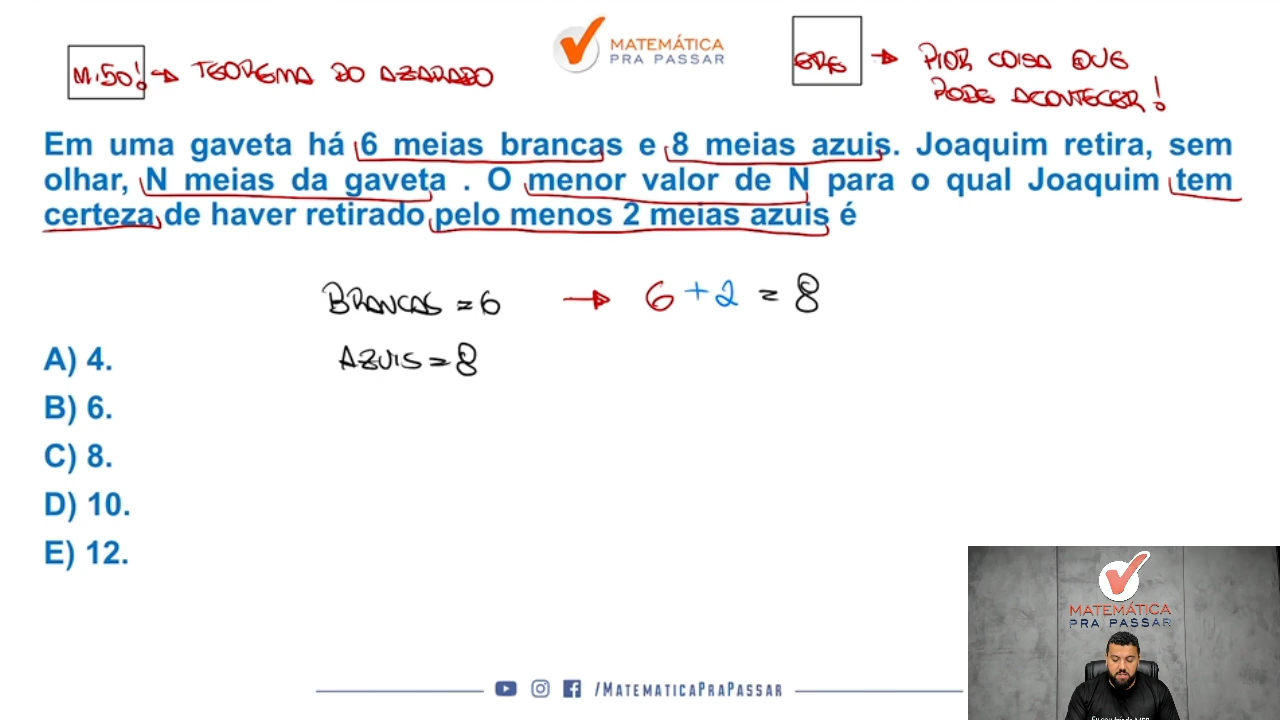 M.50! → TEOREMA DO AZARADO
MATEMÁTICA
PRA PASSAR
→ PIOR COISA QUE
PODE ACONTECER!
Em uma gaveta há 6 meias brancas e 8 meias azuis. Joaquim retira, sem
olhar, N meias da gaveta . O menor valor de N para o qual Joaquim tem
certeza de haver retirado pelo menos 2 meias azuis é
BRANCAS = 6 → 6 + 2 = 8
AZUIS = 8
A) 4.
B) 6.
C) 8.
D) 10.
E) 12.
MATEMÁTICA
PRA PASSAR
/MATEMATICAPRAPASSAR